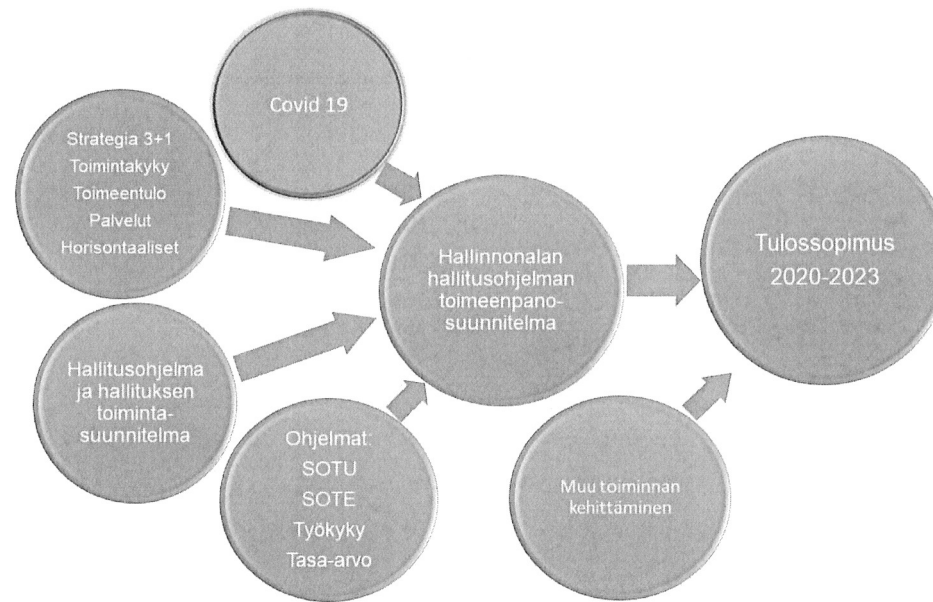 Covid 19
Strategia 3+1
Toimintakyky
Toimeentulo
Palvelut
Horisontaaliset
Hallitusohjelma
ja hallituksen
toiminta-
suunnitelma
Ohjelmat:
SOTU
SOTE
Työkyky
Tasa-arvo
Hallinnonalan
hallitusohjelman
toimeenpano-
suunnitelma
Muu toiminnan
kehittäminen
Tulossopimus
2020-2023